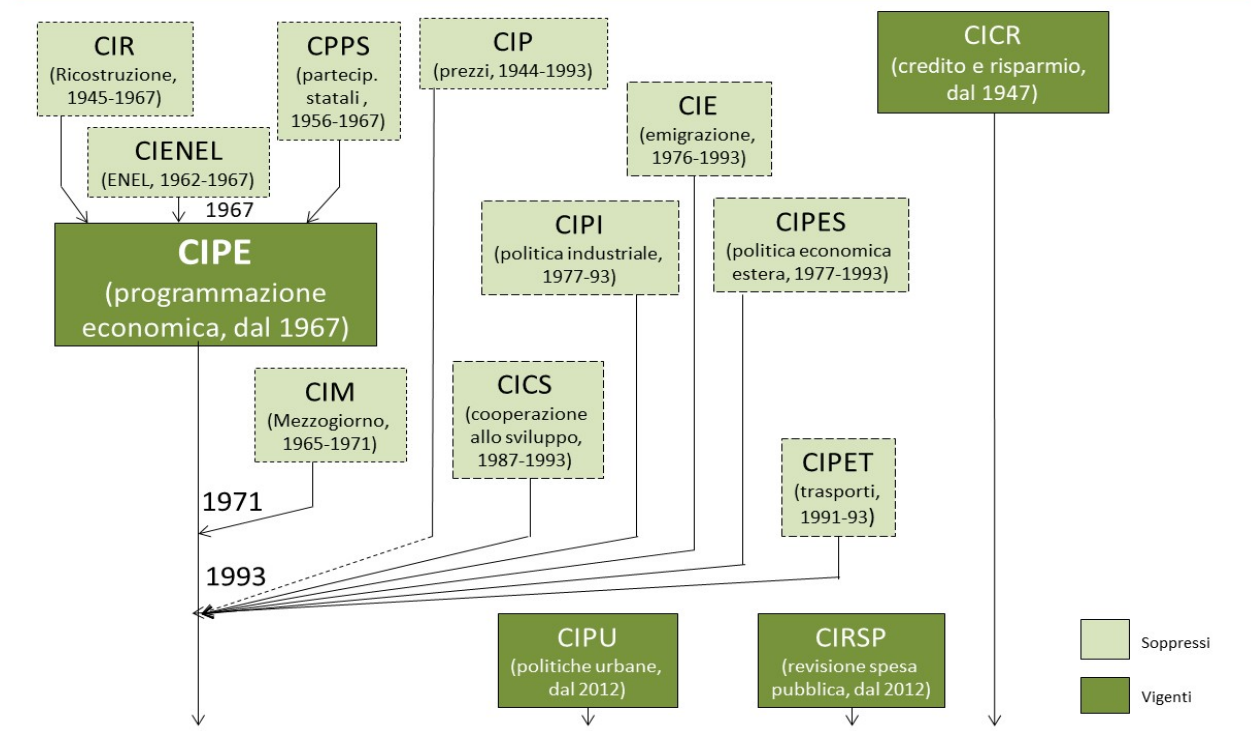 CIR
(Ricostruzione,
1945-1967)
CPPS
(partecip.
statali ,
1956-1967)
CIP
(prezzi, 1944-1993)
CICR
(credito e risparmio,
dal 1947)
CIE
(emigrazione,
1976-1993)
CIENEL
(ENEL, 1962-1967)
1967
CIPE
(programmazione
economica, dal 1967)
CIPI
(politica industriale,
1977-93)
CIPES
(politica economica
estera, 1977-1993)
CIM
(Mezzogiorno,
1965-1971)
CICS
(cooperazione
allo sviluppo,
1987-1993)
CIPET
(trasporti,
1991-93)
1971
1993
CIPU
(politiche urbane,
dal 2012)
CIRSP
(revisione spesa
pubblica, dal 2012)
Soppressi
Vigenti